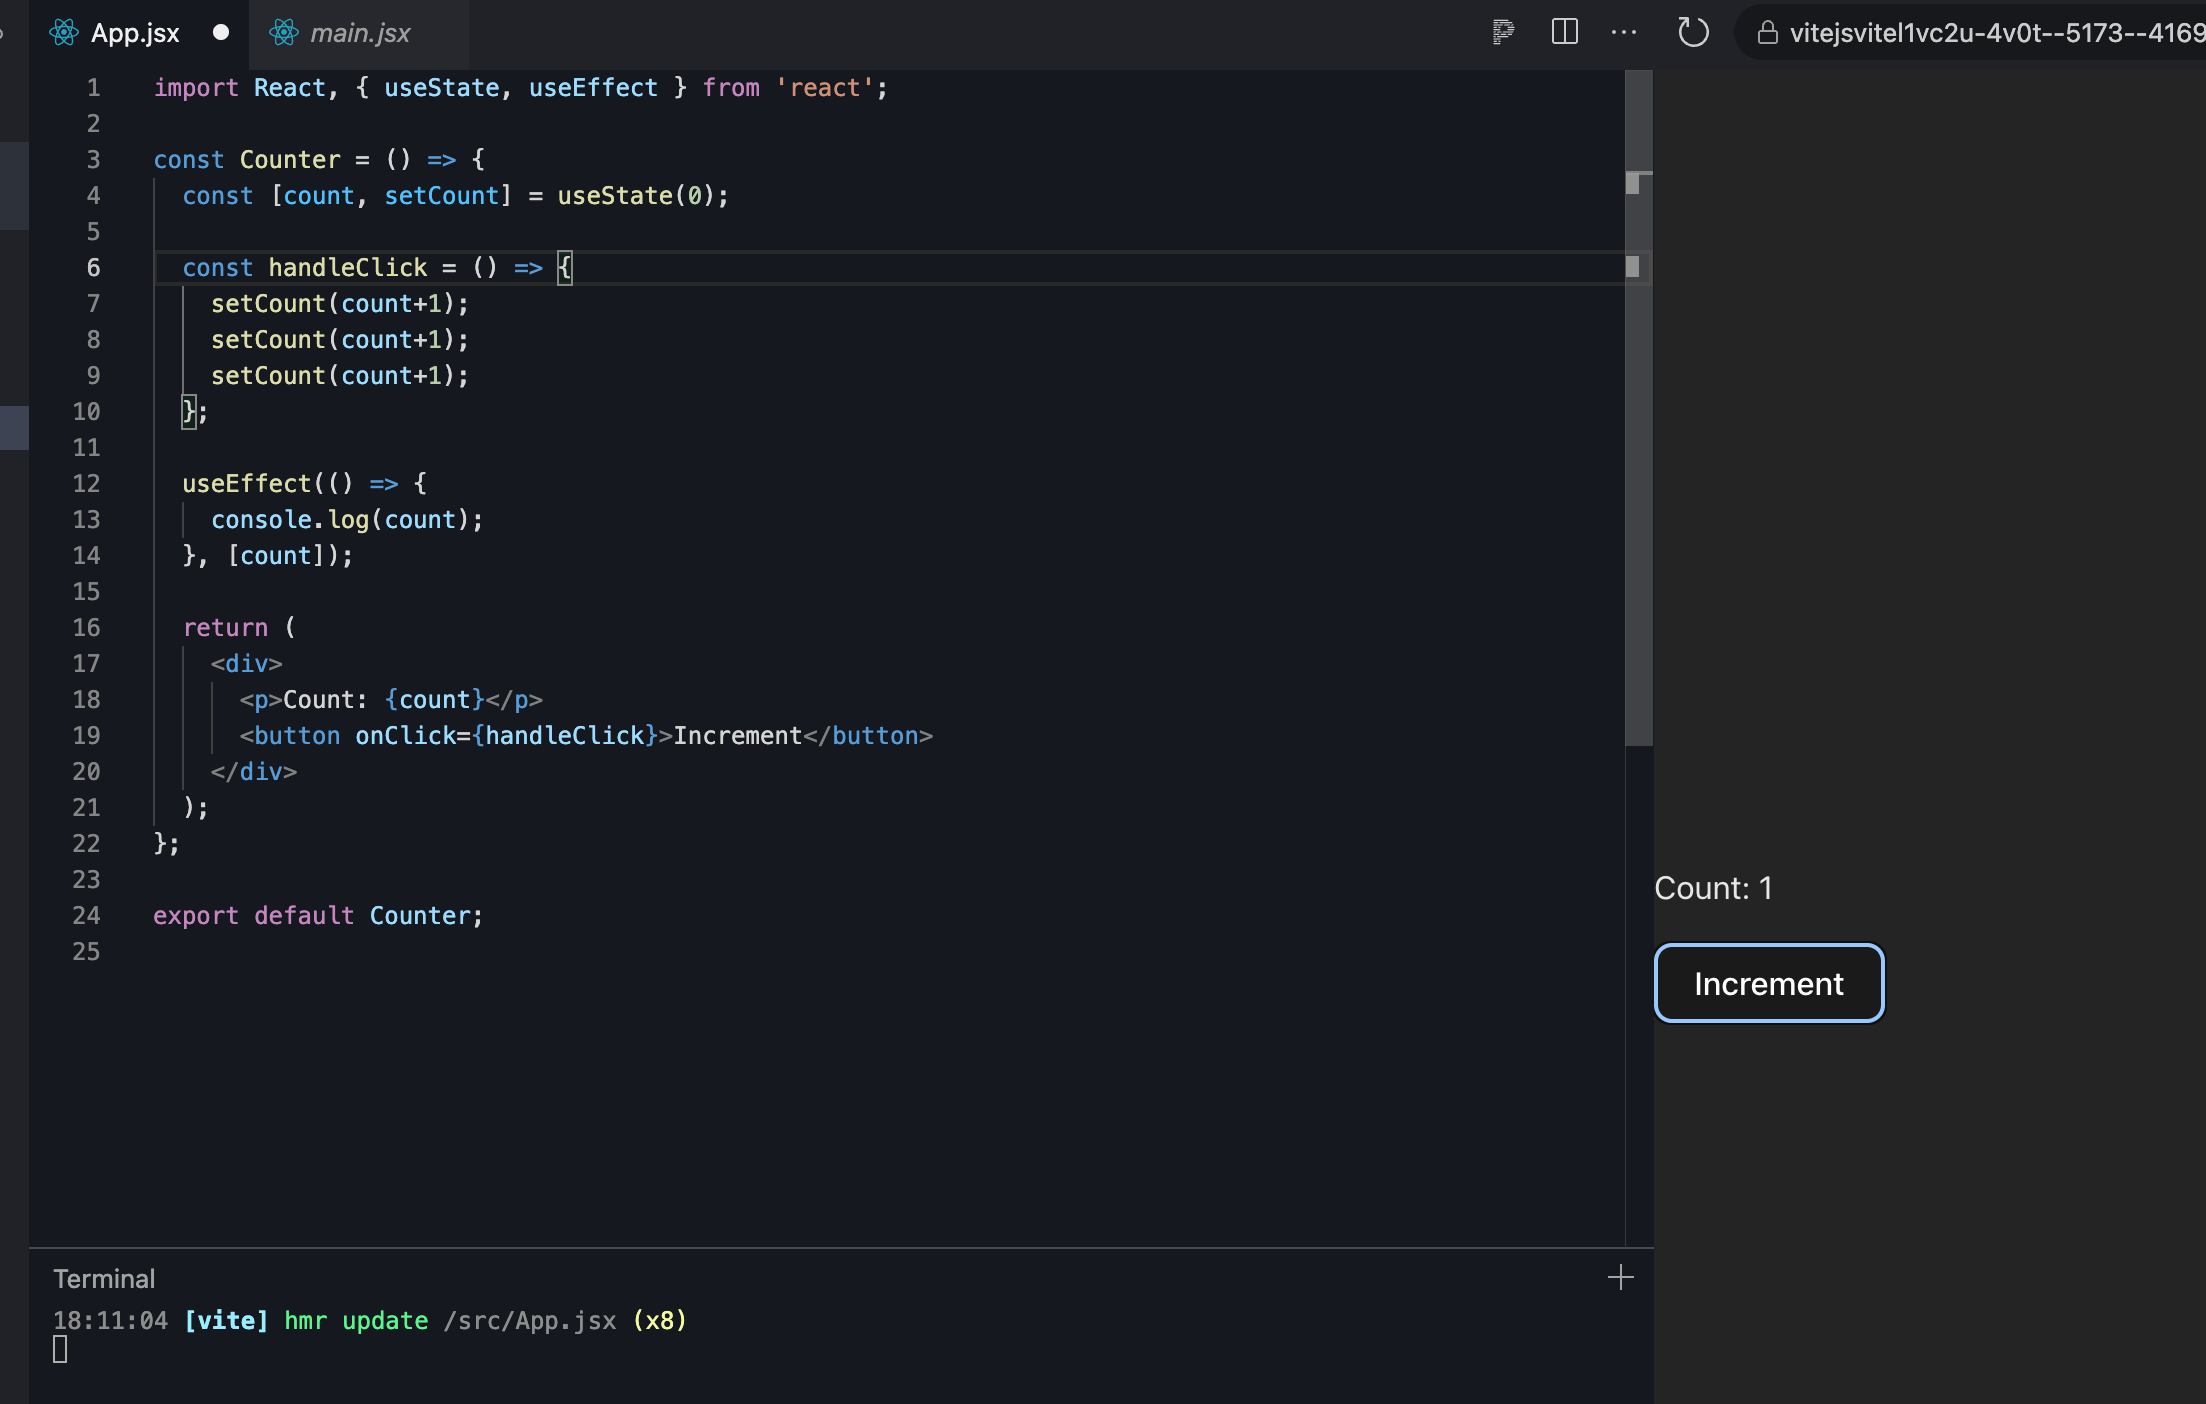 App.jsx
main.jsx
vitejsvitel1vc2u-4v0t--5173--4169
1 import React, { useState, useEffect } from 'react';
2
3 const Counter = () => {
4   const [count, setCount] = useState(0);
5
6   const handleClick = () => {
7     setCount(count+1);
8     setCount(count+1);
9     setCount(count+1);
10   };
11
12   useEffect(() => {
13     console.log(count);
14   }, [count]);
15
16   return (
17     <div>
18       <p>Count: {count}</p>
19       <button onClick={handleClick}>Increment</button>
20     </div>
21   );
22 };
23
24 export default Counter;
25
Count: 1
Increment
Terminal
18:11:04 [vite] hmr update /src/App.jsx (x8)